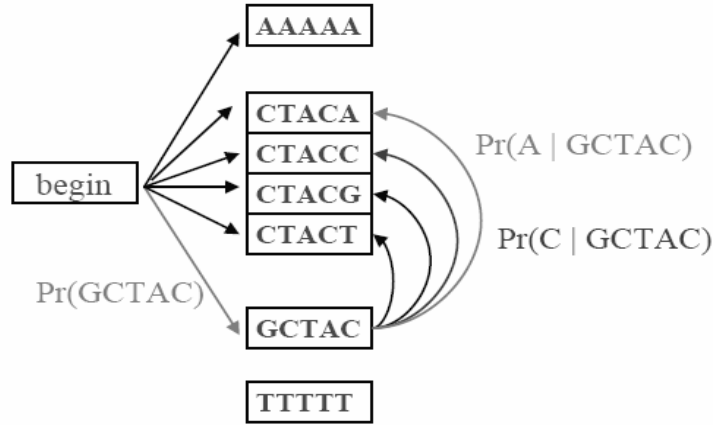 AAAAA
CTACA
Pr(A | GCTAC)
CTACC
begin
CTACG
CTACT
Pr(C | GCTAC)
Pr(GCTAC)
GCTAC
TTTTT